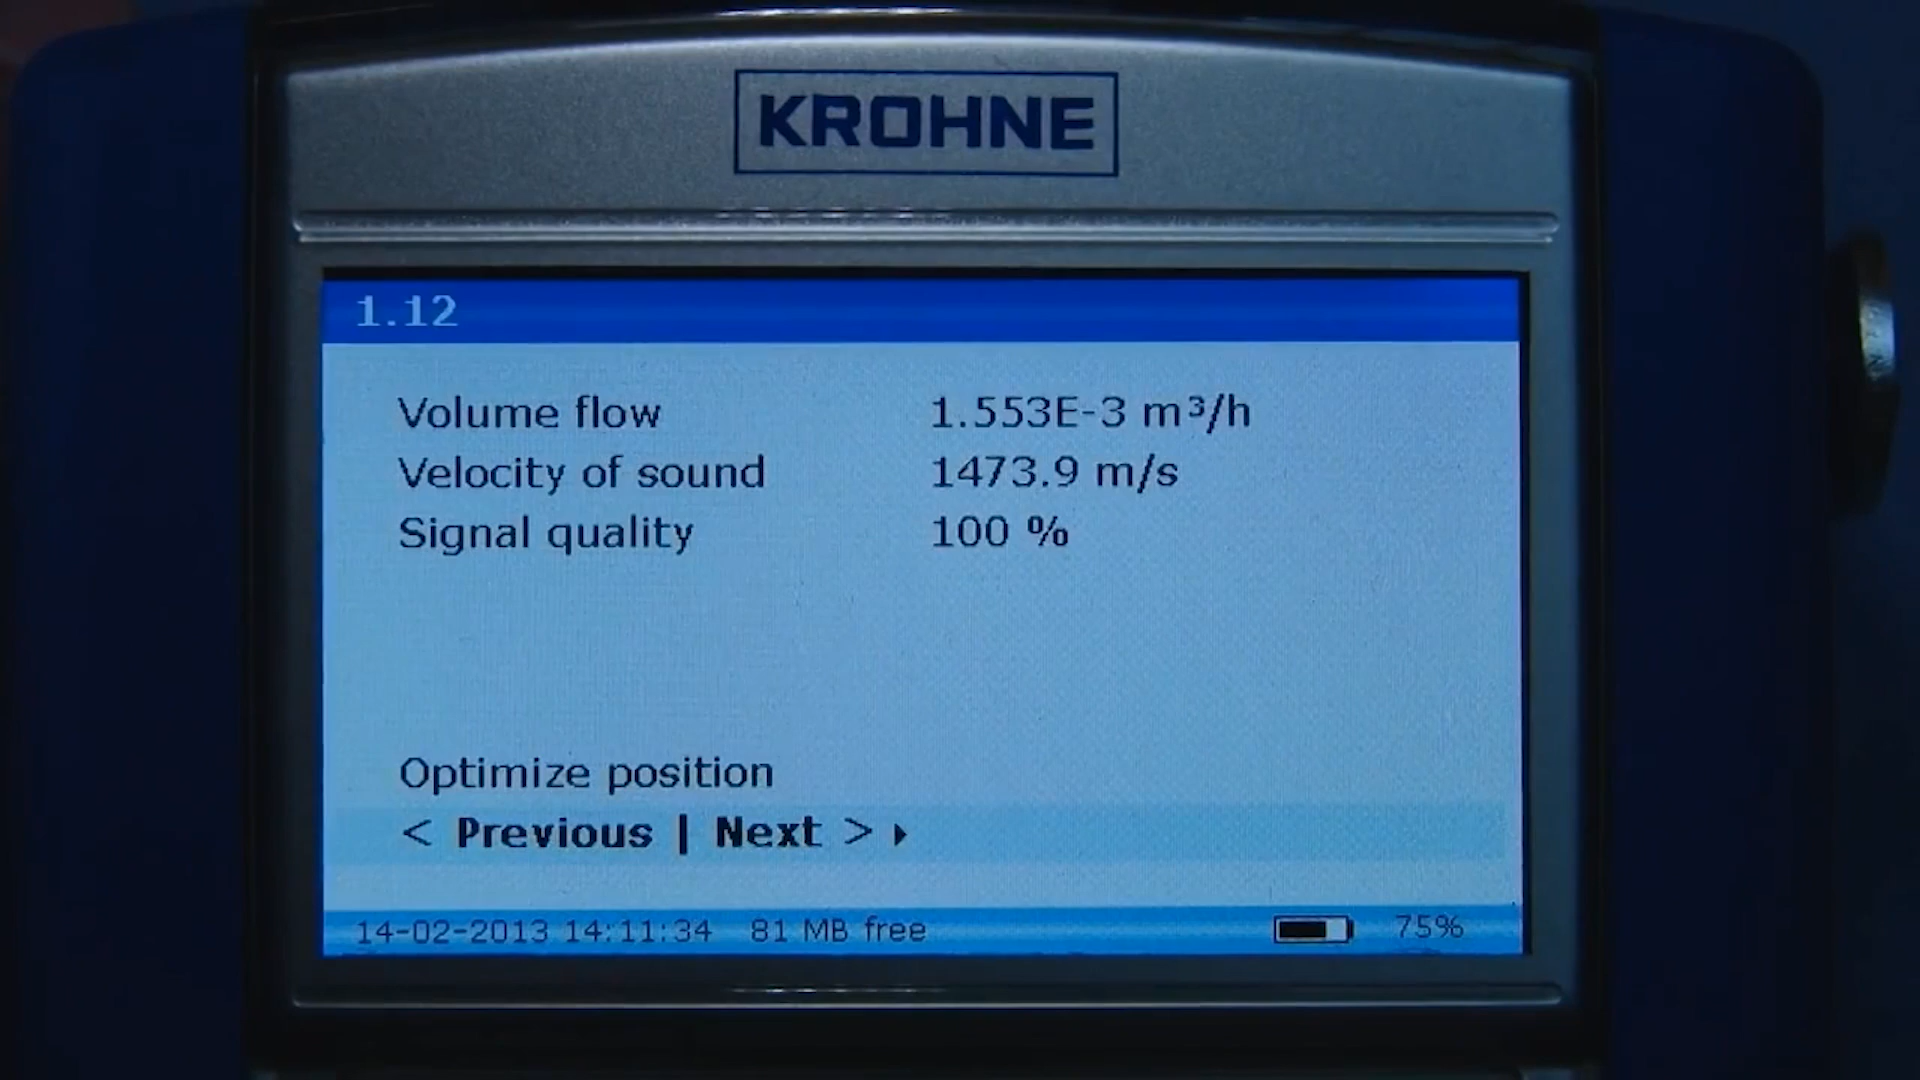 KROHNE
1.12
Volume flow 1.553E-3 m³/h
Velocity of sound 1473.9 m/s
Signal quality 100 %
Optimize position
< Previous | Next >
14-02-2013 14:11:34 81 MB free 75%